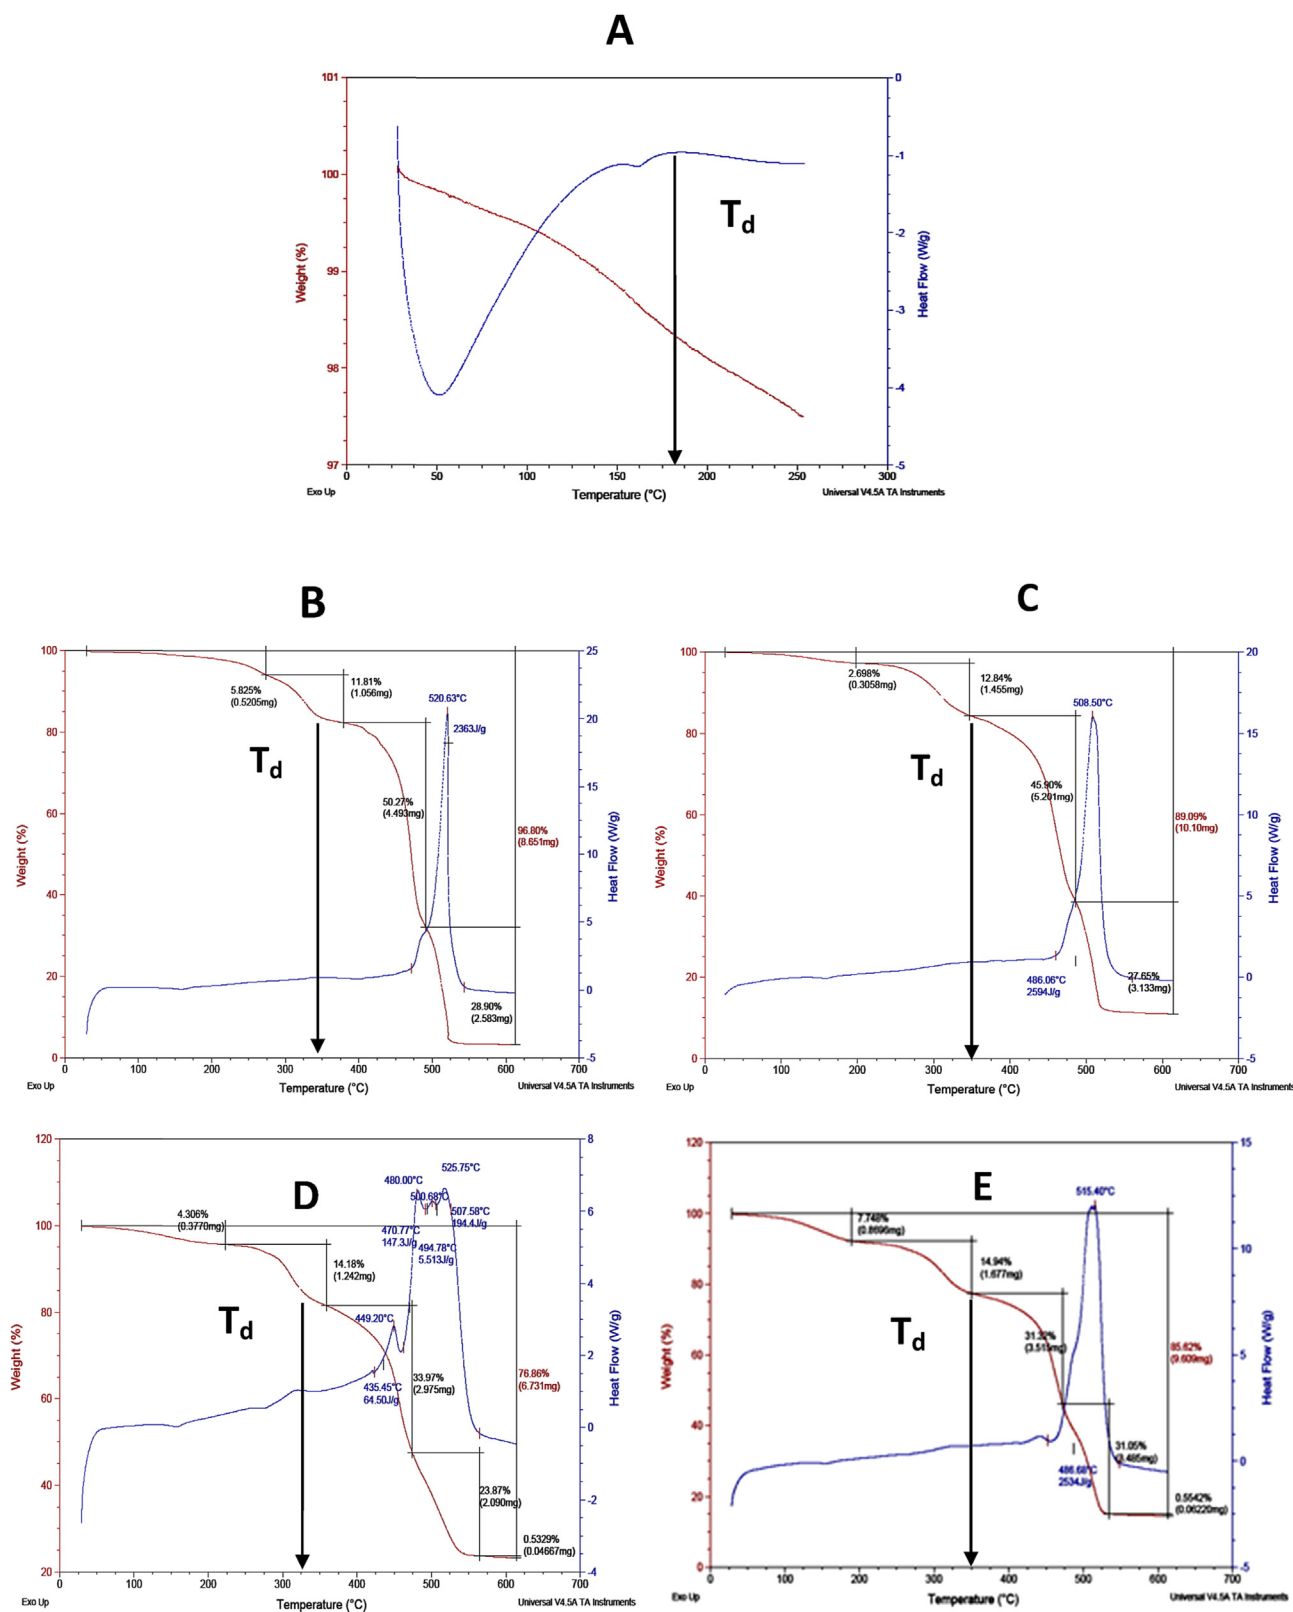 A
101
100
99
98
97
0
-1
-2
-3
-4
-5
0
50
100
150
200
250
300
Weight (%)
Heat Flow (W/g)
Td
Exo Up
Temperature (°C)
Universal V4.5A TA Instruments
B
100
80
60
40
20
0
25
20
15
10
5
0
-5
0
100
200
300
400
500
600
700
Weight (%)
Heat Flow (W/g)
5.825%
(0.5205mg)
11.81%
(1.056mg)
520.63°C
2363J/g
Td
50.27%
(4.493mg)
96.80%
(8.651mg)
28.90%
(2.583mg)
Exo Up
Temperature (°C)
Universal V4.5A TA Instruments
C
100
80
60
40
20
0
20
15
10
5
0
-5
0
100
200
300
400
500
600
700
Weight (%)
Heat Flow (W/g)
2.698%
(0.3058mg)
12.84%
(1.455mg)
508.50°C
Td
45.90%
(5.201mg)
89.09%
(10.10mg)
486.06°C
2594J/g
27.65%
(3.133mg)
Exo Up
Temperature (°C)
Universal V4.5A TA Instruments
D
120
100
80
60
40
20
8
6
4
2
0
-2
-4
0
100
200
300
400
500
600
700
Weight (%)
Heat Flow (W/g)
4.306%
(0.3770mg)
480.00°C
525.75°C
500.68°C
507.58°C
194.4J/g
470.77°C
147.3J/g
494.78°C
5.513J/g
14.18%
(1.242mg)
Td
449.20°C
435.45°C
64.50J/g
33.97%
(2.975mg)
76.86%
(6.731mg)
23.87%
(2.090mg)
0.5329%
(0.04667mg)
Exo Up
Temperature (°C)
Universal V4.5A TA Instruments
E
120
100
80
60
40
20
0
15
10
5
0
-5
0
100
200
300
400
500
600
700
Weight (%)
Heat Flow (W/g)
515.40°C
7.748%
(0.8696mg)
14.94%
(1.677mg)
Td
31.32%
(3.515mg)
85.62%
(9.609mg)
31.05%
(3.485mg)
486.68°C
2534J/g
0.5542%
(0.06220mg)
Exo Up
Temperature (°C)
Universal V4.5A TA Instruments